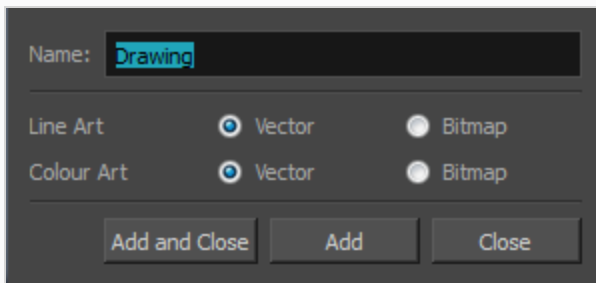 Name: Drawing
Line Art Vector Bitmap
Colour Art Vector Bitmap
Add and Close Add Close